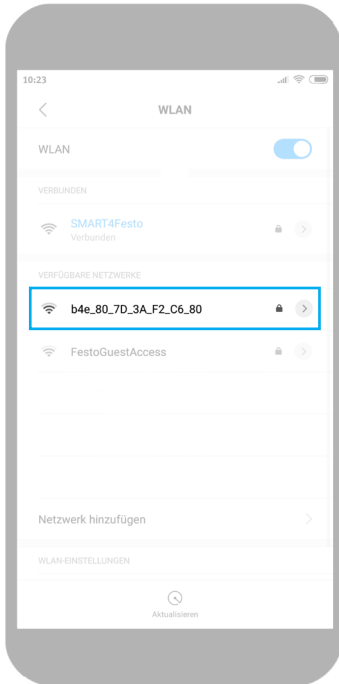 10:23
WLAN
WLAN
VERBUNDEN
SMART4Festo
Verbunden
VERFÜGBARE NETZWERKE
b4e_80_7D_3A_F2_C6_80
FestoGuestAccess
Netzwerk hinzufügen
WLAN-EINSTELLUNGEN
Aktualisieren